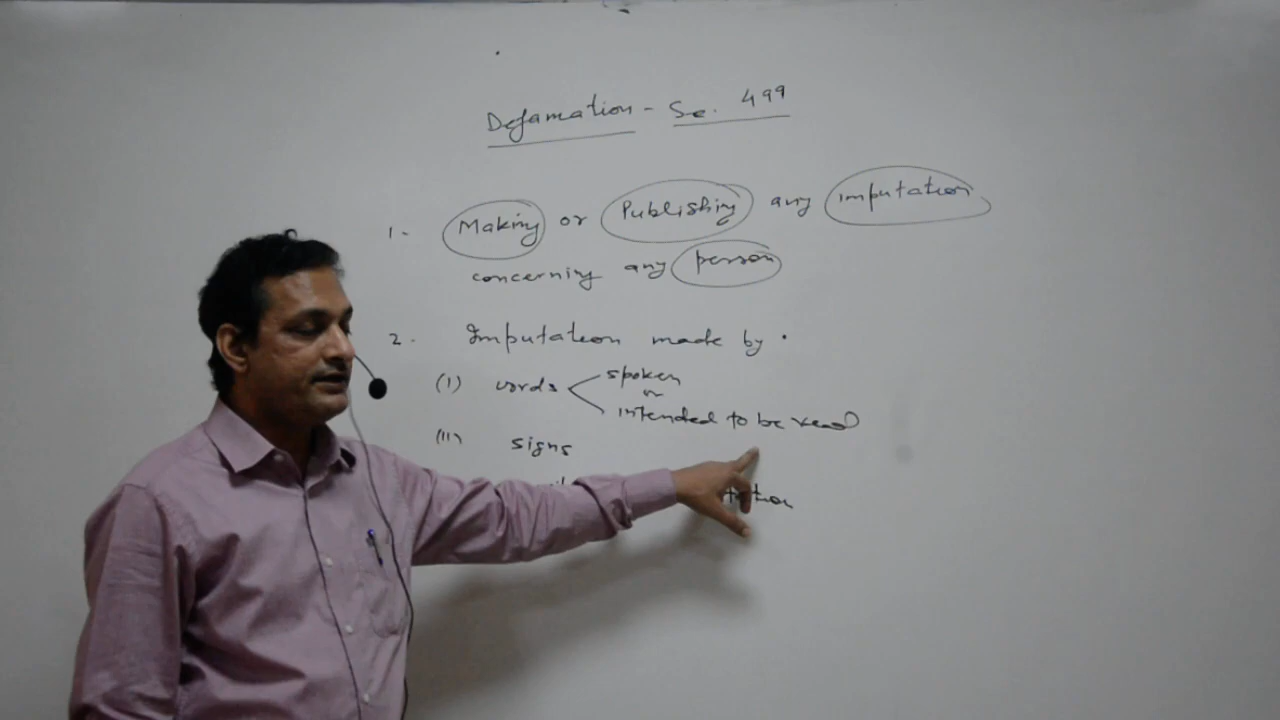 Defamation - Se. 499
1. Making or Publishing any imputation
concerning any person
2. Imputation made by
(I) words spoken
or
intended to be read
(II) signs